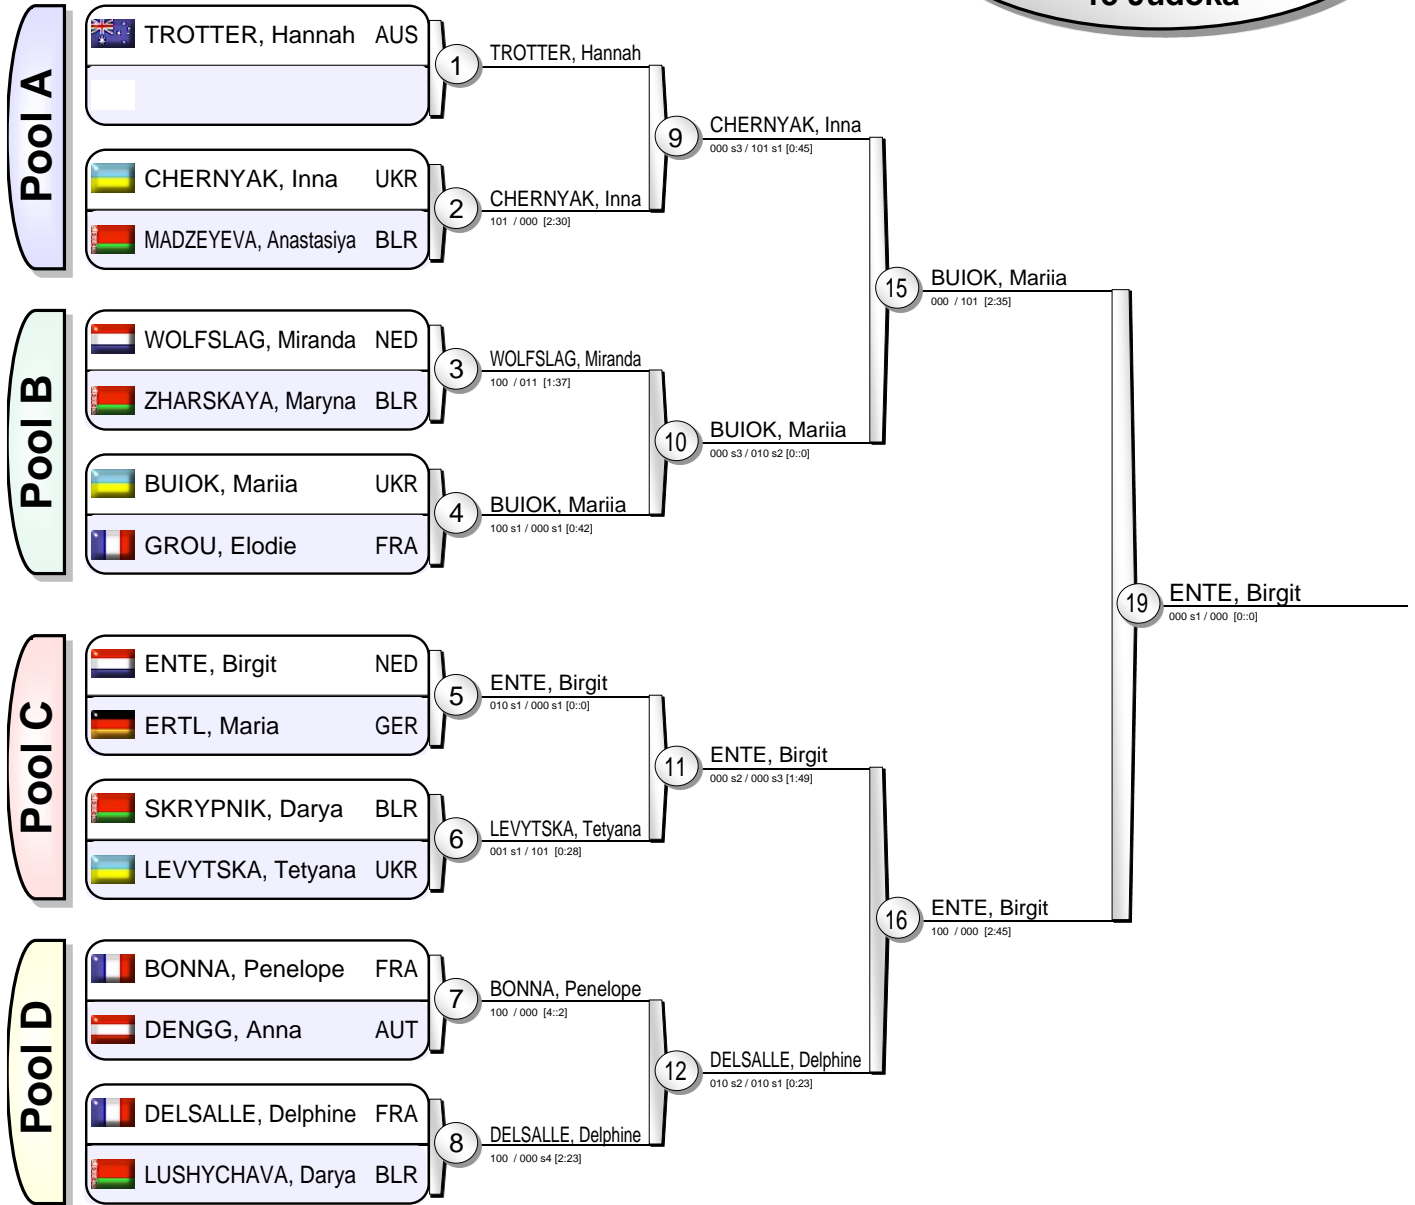 15 Judoka
Pool A
TROTTER, Hannah AUS
CHERNYAK, Inna UKR
MADZEYEVA, Anastasiya BLR
Pool B
WOLFSLAG, Miranda NED
ZHARSKAYA, Maryna BLR
BUIOK, Mariia UKR
GROU, Elodie FRA
Pool C
ENTE, Birgit NED
ERTL, Maria GER
SKRYPNIK, Darya BLR
LEVYTSKA, Tetyana UKR
Pool D
BONNA, Penelope FRA
DENGG, Anna AUT
DELSALLE, Delphine FRA
LUSHYCHAVA, Darya BLR
1
TROTTER, Hannah
2
CHERNYAK, Inna
101 / 000 [2:30]
3
WOLFSLAG, Miranda
100 / 011 [1:37]
4
BUIOK, Mariia
100 s1 / 000 s1 [0:42]
5
ENTE, Birgit
010 s1 / 000 s1 [0::0]
6
LEVYTSKA, Tetyana
001 s1 / 101 [0:28]
7
BONNA, Penelope
100 / 000 [4::2]
8
DELSALLE, Delphine
100 / 000 s4 [2:23]
9
CHERNYAK, Inna
000 s3 / 101 s1 [0:45]
10
BUIOK, Mariia
000 s3 / 010 s2 [0::0]
11
ENTE, Birgit
000 s2 / 000 s3 [1:49]
12
DELSALLE, Delphine
010 s2 / 010 s1 [0:23]
15
BUIOK, Mariia
000 / 101 [2:35]
16
ENTE, Birgit
100 / 000 [2:45]
19
ENTE, Birgit
000 s1 / 000 [0::0]